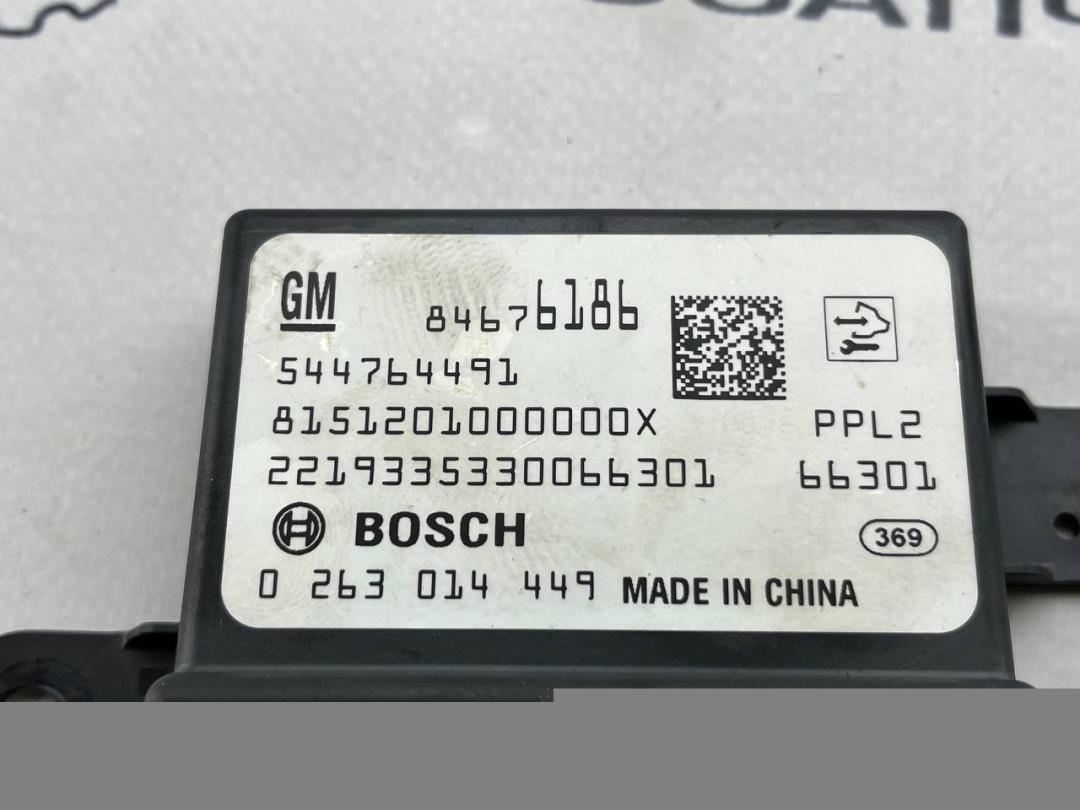 GM 84676186
544764491
8151201000000X PPL2
2219335330066301 66301
BOSCH 369
0 263 014 449 MADE IN CHINA